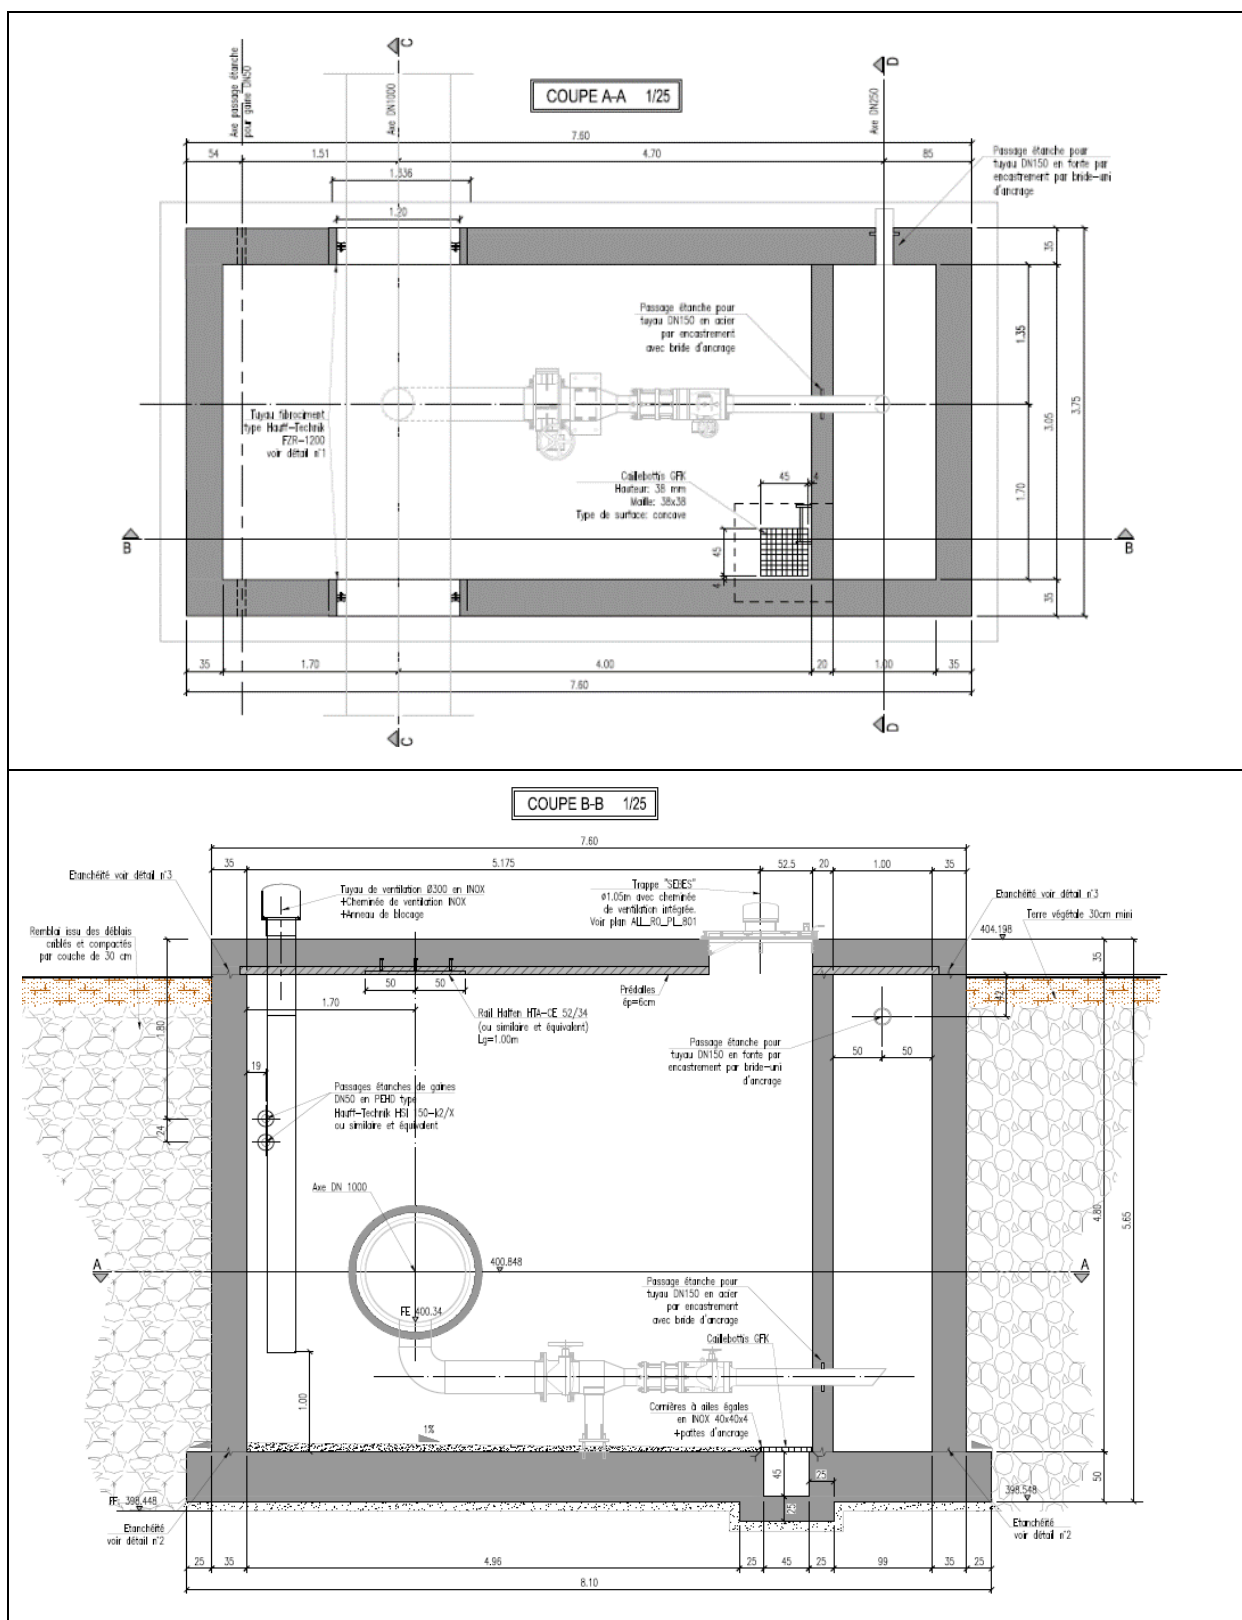 C
D
Axe passage étanche
pour gaine DN50
Axe DN1000
COUPE A-A 1/25
Axe DN250
7.60
54
1.51
4.70
85
Passage étanche pour
tuyau DN150 en fonte par
encastrement par bride-uni
d'ancrage
1.336
1.20
35
Passage étanche pour
tuyau DN150 en acier
par encastrement
avec bride d'ancrage
1.35
3.05
3.75
Tuyau fibrociment
type Hauff-Technik
FZR-1200
voir détail n°1
Caillebottis GFK
Hauteur: 38 mm
Maille: 38x38
Type de surface: concave
45
4
1.70
B
B
45
4
35
35
1.70
4.00
20
1.00
35
7.60
C
D
COUPE B-B 1/25
7.60
35
5.175
52.5
20
1.00
35
Etanchéité voir détail n°3
Tuyau de ventilation Ø300 en INOX
+Cheminée de ventilation INOX
+Anneau de blocage
Trappe "SEBES"
ø1.05m avec cheminée
de ventilation intégrée.
Voir plan ALL_RO_PL_801
Etanchéité voir détail n°3
Terre végétale 30cm mini
Remblai issu des déblais
criblés et compactés
par couche de 30 cm
404.198
35
50
50
Prédalles
ép=6cm
42
1.70
Rail Halfen HTA-CE 52/34
(ou similaire et équivalent)
Lg=1.00m
1.80
Passage étanche pour
tuyau DN150 en fonte par
encastrement par bride-uni
d'ancrage
50
50
19
Passages étanches de gaines
DN50 en PEHD type
Hauff-Technik HSI 150-k2/X
ou similaire et équivalent
24
Axe DN 1000
4.80
5.65
A
400.848
A
Passage étanche pour
tuyau DN150 en acier
par encastrement
avec bride d'ancrage
FE 400.34
Caillebottis GFK
1.00
Cornières à ailes égales
en INOX 40x40x4
+pattes d'ancrage
1%
45
25
50
FF 398.448
25
398.548
Etanchéité
voir détail n°2
Etanchéité
voir détail n°2
25
35
4.96
25
45
25
99
35
25
8.10